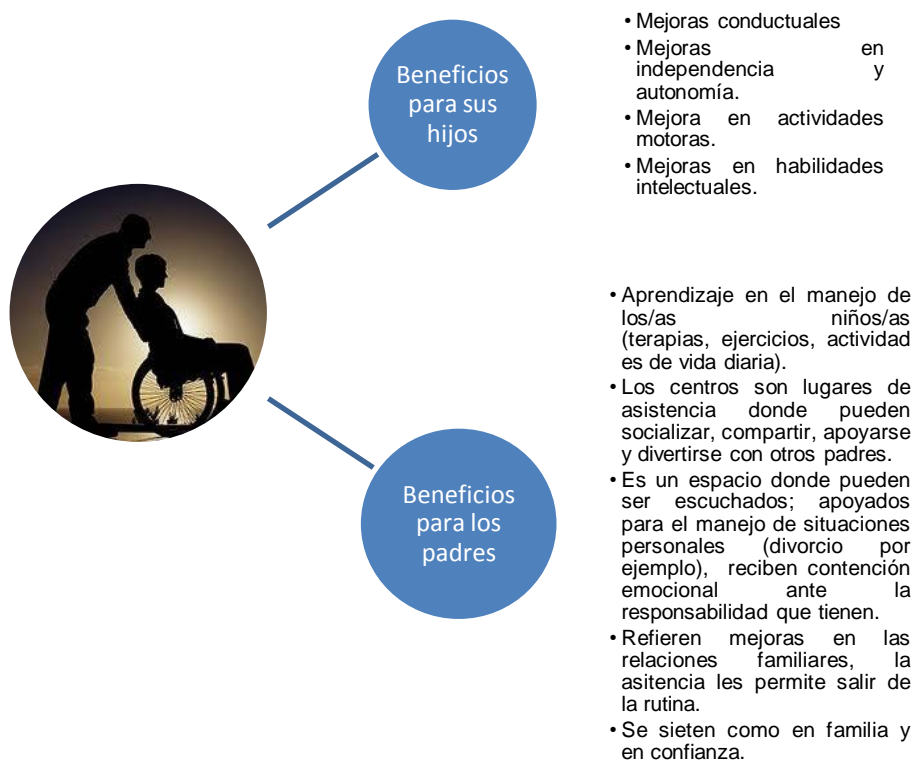 Beneficios
para sus
hijos
• Mejoras conductuales
• Mejoras en
independencia y
autonomía.
• Mejora en actividades
motoras.
• Mejoras en habilidades
intelectuales.
Beneficios
para los
padres
• Aprendizaje en el manejo de
los/as niños/as
(terapias, ejercicios, actividad
es de vida diaria).
• Los centros son lugares de
asistencia donde pueden
socializar, compartir, apoyarse
y divertirse con otros padres.
• Es un espacio donde pueden
ser escuchados; apoyados
para el manejo de situaciones
personales (divorcio por
ejemplo), reciben contención
emocional ante la
responsabilidad que tienen.
• Refieren mejoras en las
relaciones familiares, la
asitencia les permite salir de
la rutina.
• Se sieten como en familia y
en confianza.